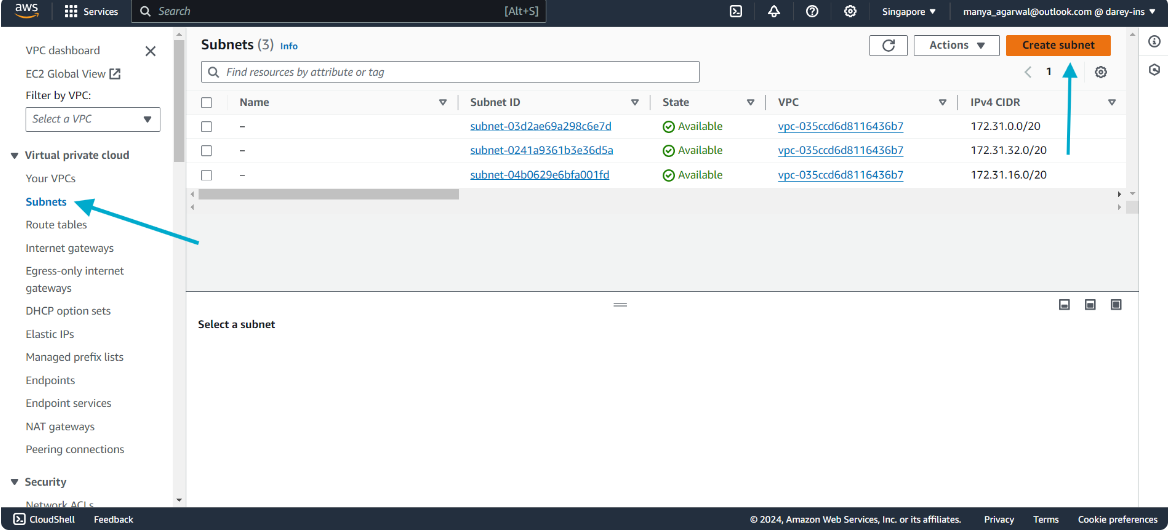 aws Services Search [Alt+S] Singapore ▼ manya_agarwal@outlook.com @ darey-ins ▼
VPC dashboard
EC2 Global View
Filter by VPC:
Select a VPC
Virtual private cloud
Your VPCs
Subnets
Route tables
Internet gateways
Egress-only internet
gateways
DHCP option sets
Elastic IPs
Managed prefix lists
Endpoints
Endpoint services
NAT gateways
Peering connections
Security
Network ACLs
Subnets (3) Info
Actions ▼ Create subnet
Find resources by attribute or tag
1
Name Subnet ID State VPC IPv4 CIDR
– subnet-03d2ae69a298c6e7d Available vpc-035ccd6d8116436b7 172.31.0.0/20
– subnet-0241a9361b3e36d5a Available vpc-035ccd6d8116436b7 172.31.32.0/20
– subnet-04b0629e6bfa001fd Available vpc-035ccd6d8116436b7 172.31.16.0/20
Select a subnet
CloudShell Feedback © 2024, Amazon Web Services, Inc. or its affiliates. Privacy Terms Cookie preferences